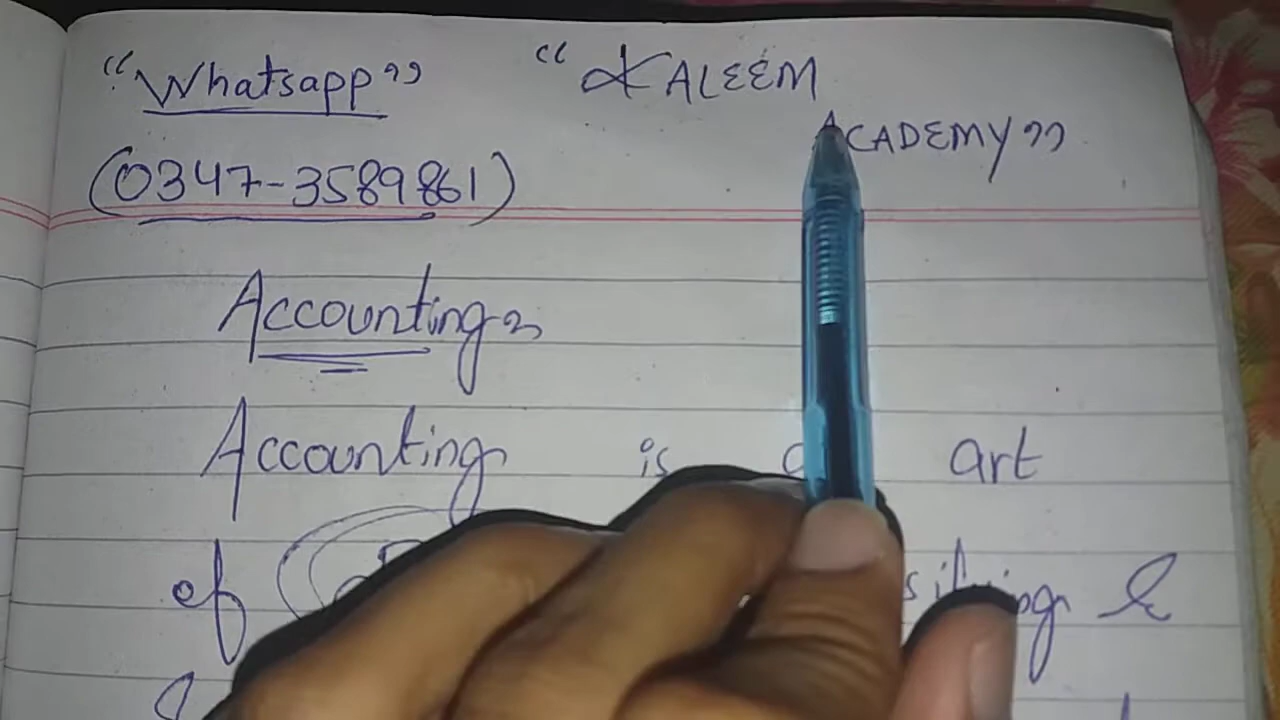 “Whatsapp” “KALEEM
ACADEMY”
(0347-3589861)
Accounting
Accounting is art
of &